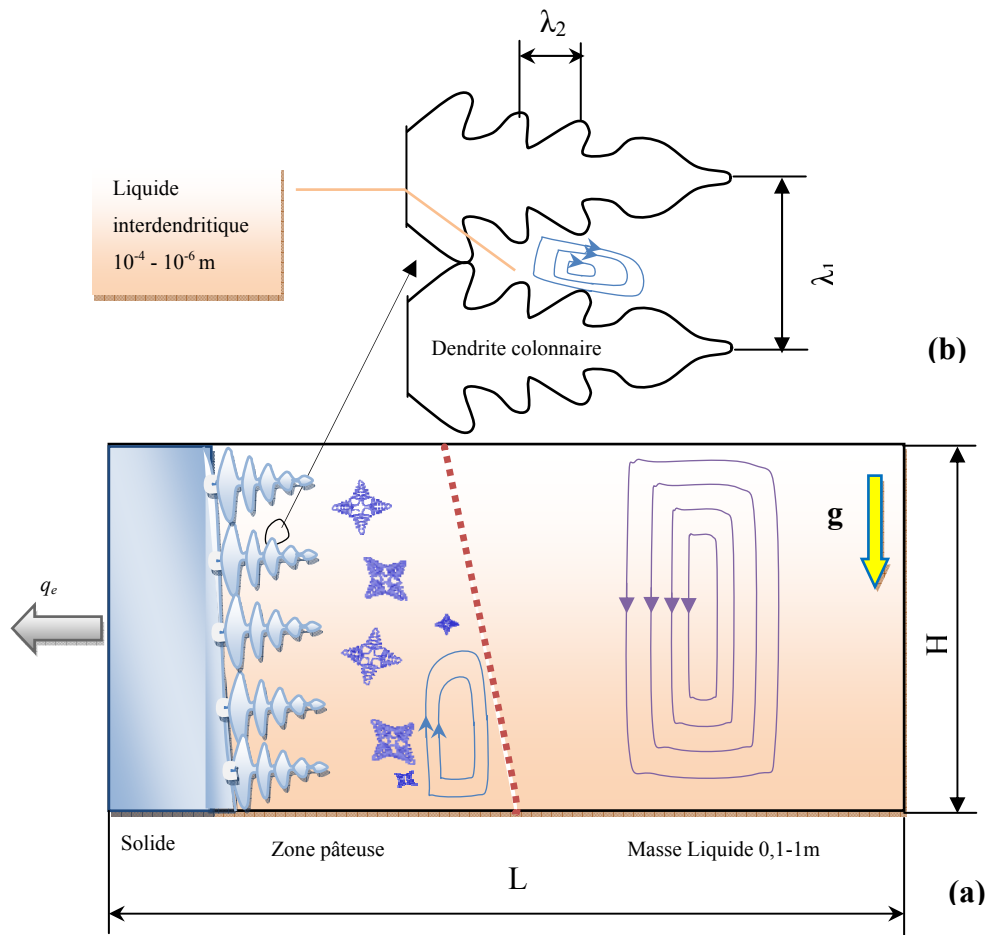 λ₂
Liquide
interdendritique
10⁻⁴ - 10⁻⁶ m
λ₁
Dendrite colonnaire
(b)
g
qₑ
H
Solide
Zone pâteuse
Masse Liquide 0,1-1m
L
(a)